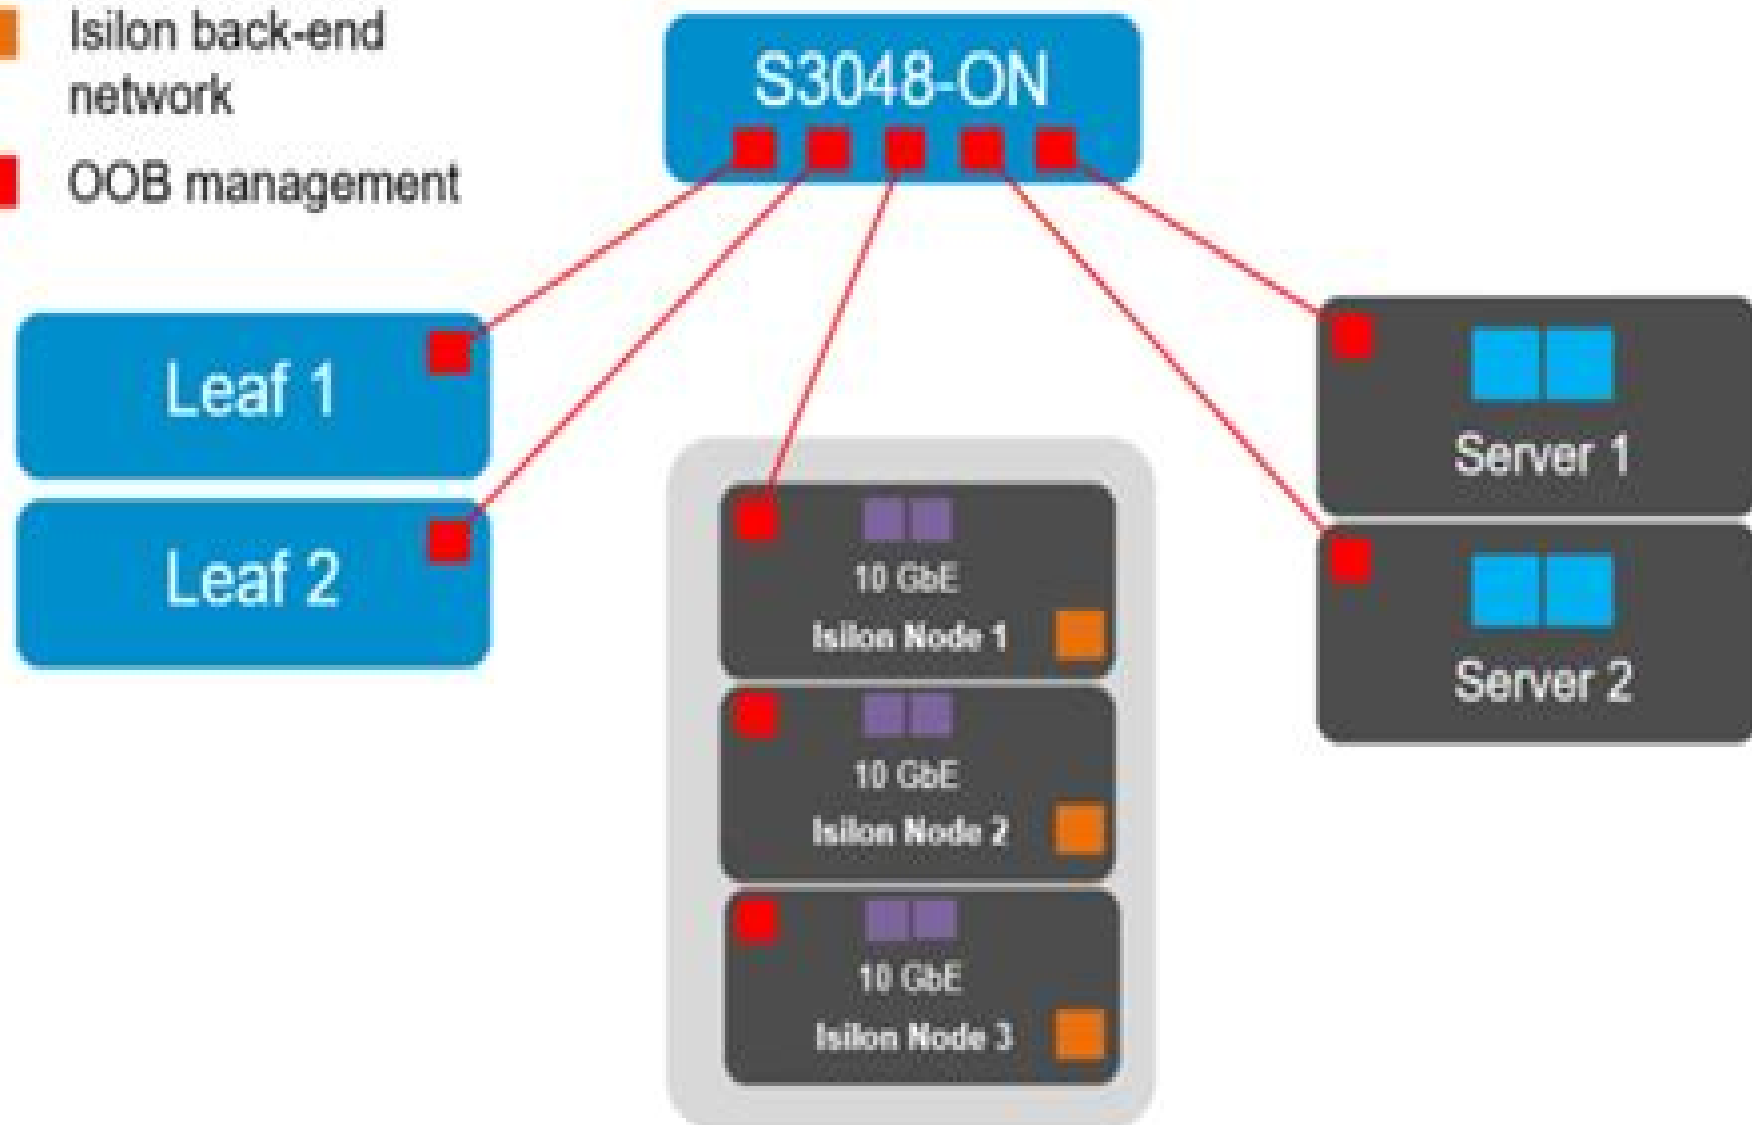 Isilon back-end
network
OOB management
S3048-ON
Leaf 1
Leaf 2
10 GbE
Isilon Node 1
10 GbE
Isilon Node 2
10 GbE
Isilon Node 3
Server 1
Server 2